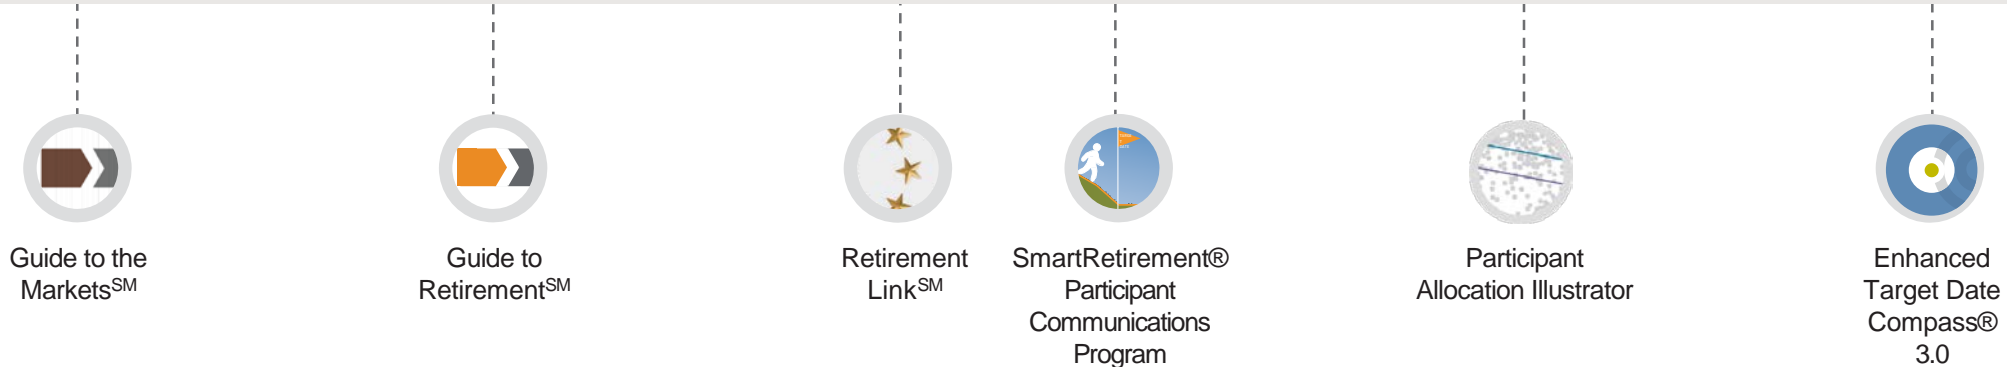 Guide to the
Markets℠
Guide to
Retirement℠
Retirement
Link℠
SmartRetirement®
Participant
Communications
Program
Participant
Allocation Illustrator
Enhanced
Target Date
Compass®
3.0